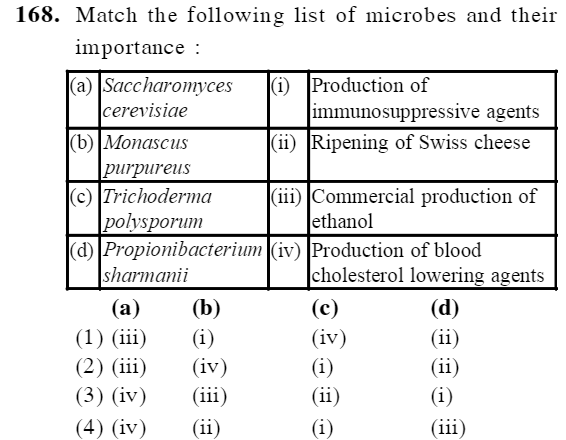 168. Match the following list of microbes and their
importance :
(a) Saccharomyces (i) Production of
cerevisiae immunosuppressive agents
(b) Monascus (ii) Ripening of Swiss cheese
purpureus
(c) Trichoderma (iii) Commercial production of
polysporum ethanol
(d) Propionibacterium (iv) Production of blood
sharmanii cholesterol lowering agents
(a) (b) (c) (d)
(1) (iii) (i) (iv) (ii)
(2) (iii) (iv) (i) (ii)
(3) (iv) (iii) (ii) (i)
(4) (iv) (ii) (i) (iii)